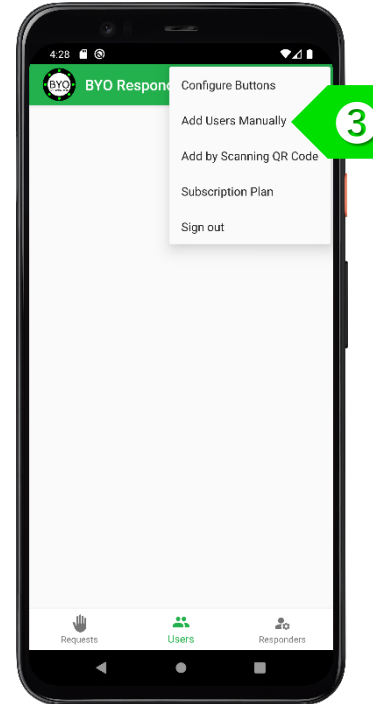 4:28
BYO
BYO Respon
Configure Buttons
Add Users Manually
3
Add by Scanning QR Code
Subscription Plan
Sign out
Requests
Users
Responders